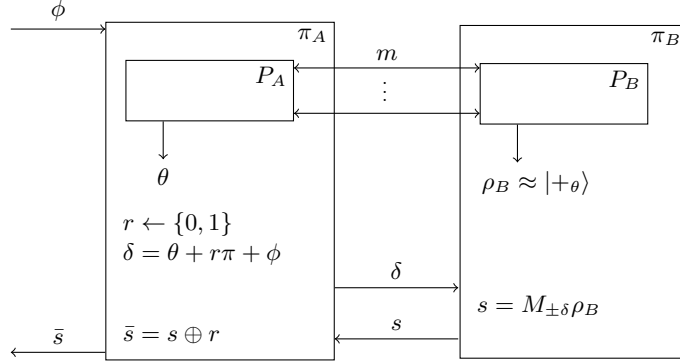 ϕ
π_A
π_B
P_A
m
P_B
⋮
θ
ρ_B ≈ |+_θ⟩
r ← {0, 1}
δ = θ + rπ + ϕ
δ
s = M_{±δ}ρ_B
s
s̄
s̄ = s ⊕ r